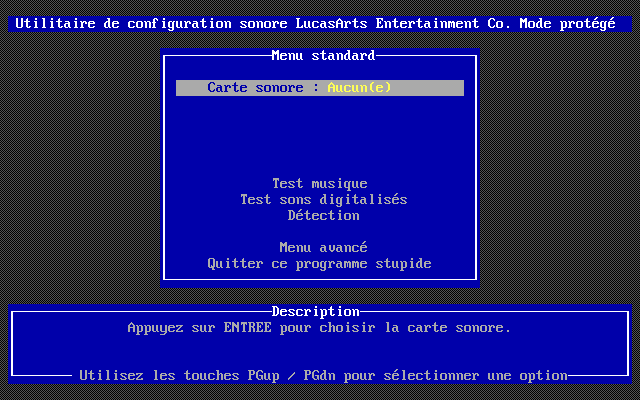 Utilitaire de configuration sonore LucasArts Entertainment Co. Mode protégé
Menu standard
Carte sonore : Aucun(e)
Test musique
Test sons digitalisés
Détection
Menu avancé
Quitter ce programme stupide
Description
Appuyez sur ENTREE pour choisir la carte sonore.
Utilisez les touches PGup / PGdn pour sélectionner une option